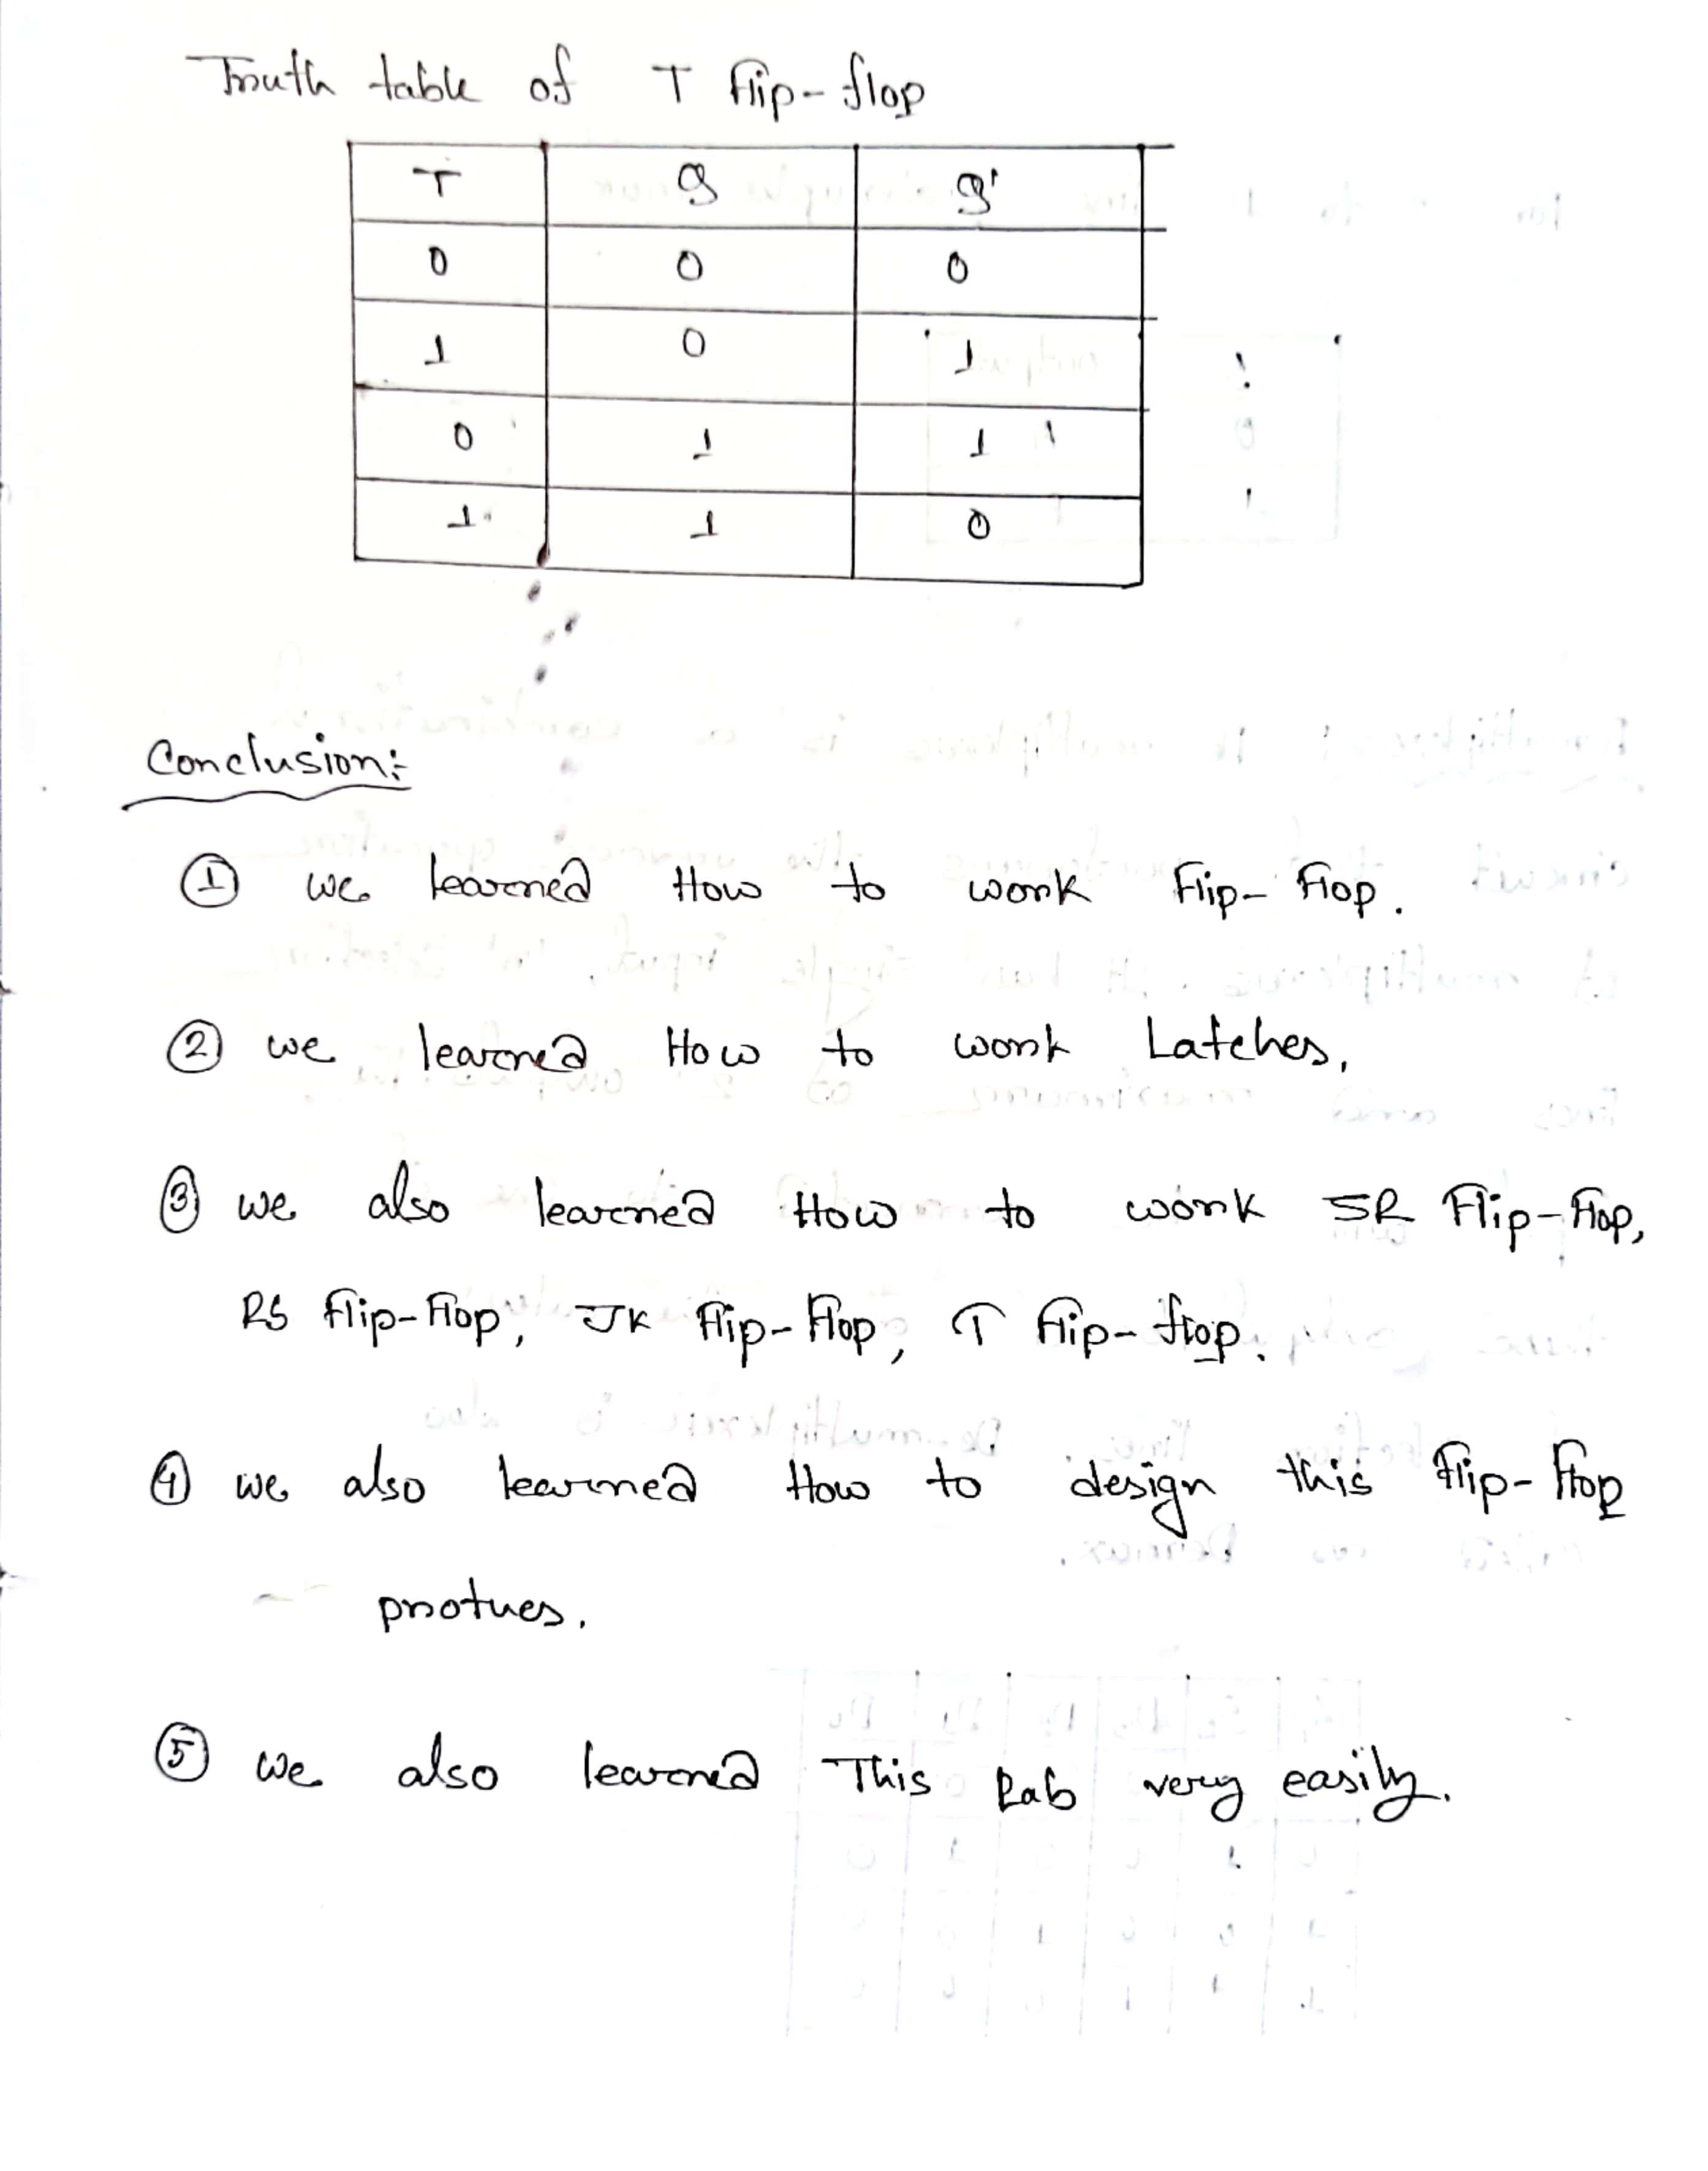 Truth table of T flip-flop
T Q Q'
0 0 0
1 0 1
0 1 1
1 1 0
Conclusion:
① we learned How to work Flip-Flop.
② we learned How to work Latches.
③ we also learned How to work SR Flip-Flop,
RS flip-flop, JK flip-flop, T flip-flop.
④ we also learned How to design this flip-flop
protues.
⑤ we also learned This Lab very easily.